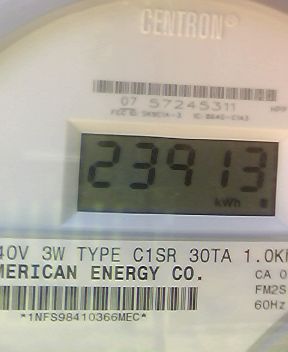 CENTRON®
07 57245311
23913
kWh
40V 3W TYPE C1SR 30TA 1.0K
MERICAN ENERGY CO.
CA 0
FM2S
60Hz
*1NFS98410366MEC*